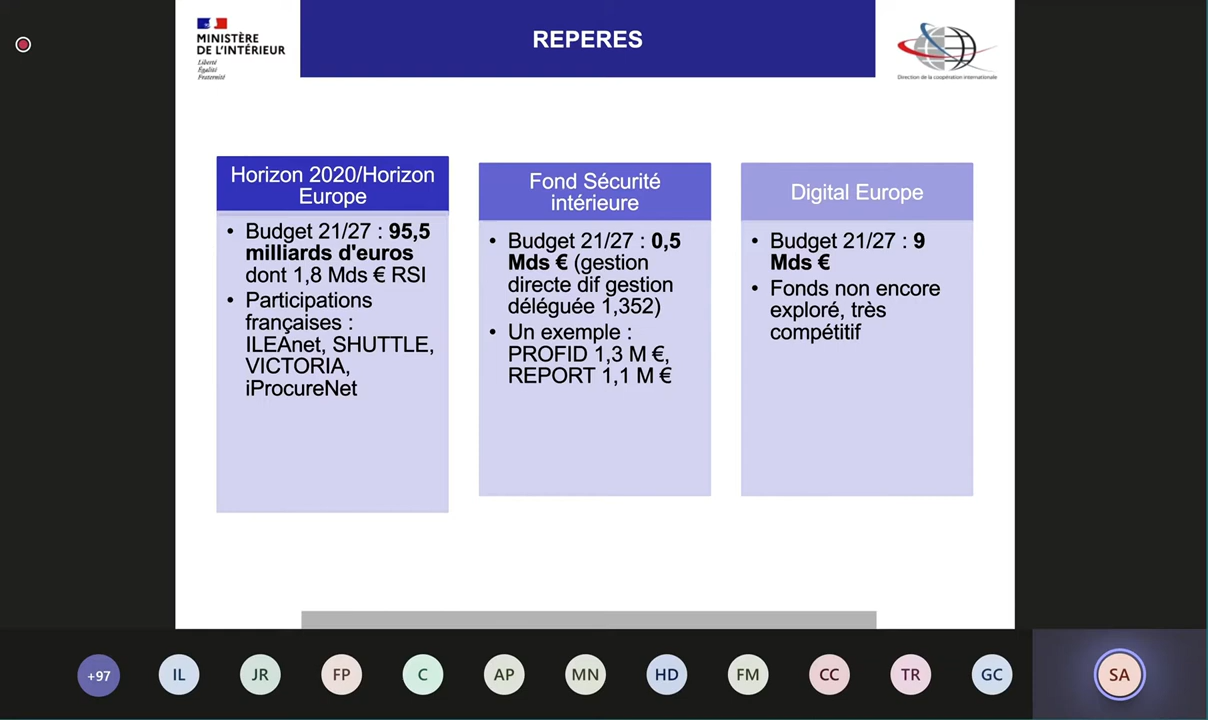 MINISTÈRE
DE L'INTÉRIEUR
Liberté
Égalité
Fraternité
REPERES
Direction de la coopération internationale
Horizon 2020/Horizon
Europe
• Budget 21/27 : 95,5
milliards d'euros
dont 1,8 Mds € RSI
• Participations
françaises :
ILEAnet, SHUTTLE,
VICTORIA,
iProcureNet
Fond Sécurité
intérieure
• Budget 21/27 : 0,5
Mds € (gestion
directe dif gestion
déléguée 1,352)
• Un exemple :
PROFID 1,3 M €,
REPORT 1,1 M €
Digital Europe
• Budget 21/27 : 9
Mds €
• Fonds non encore
exploré, très
compétitif
+97
IL
JR
FP
C
AP
MN
HD
FM
CC
TR
GC
SA